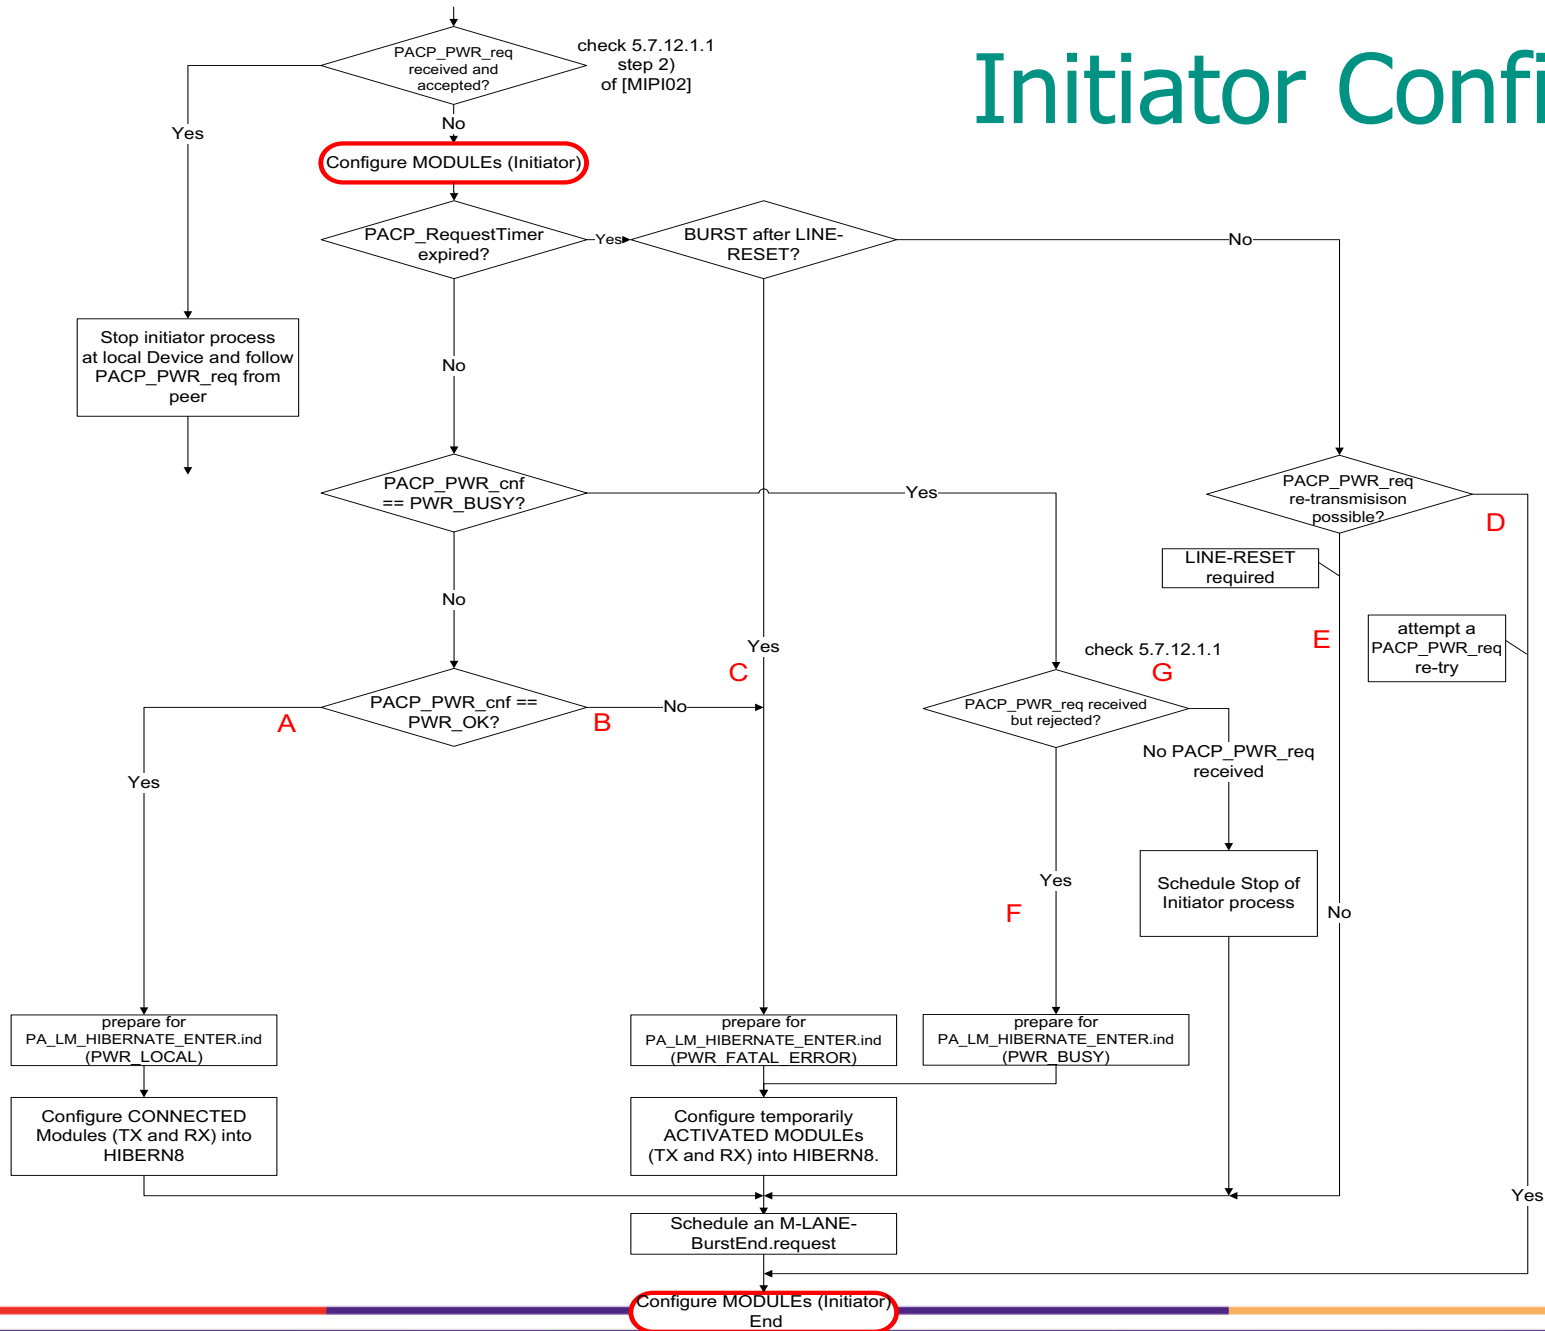 Initiator Confi
PACP_PWR_req
received and
accepted?
check 5.7.12.1.1
step 2)
of [MIPI02]
Yes
No
Configure MODULEs (Initiator)
PACP_RequestTimer
expired?
Yes
BURST after LINE-
RESET?
No
Stop initiator process
at local Device and follow
PACP_PWR_req from
peer
No
PACP_PWR_cnf
== PWR_BUSY?
Yes
PACP_PWR_req
re-transmisison
possible?
D
LINE-RESET
required
No
attempt a
PACP_PWR_req
re-try
E
Yes
check 5.7.12.1.1
C
G
PACP_PWR_cnf ==
PWR_OK?
A
B
No
PACP_PWR_req received
but rejected?
No PACP_PWR_req
received
Yes
Yes
F
Schedule Stop of
Initiator process
No
prepare for
PA_LM_HIBERNATE_ENTER.ind
(PWR_LOCAL)
prepare for
PA_LM_HIBERNATE_ENTER.ind
(PWR_FATAL_ERROR)
prepare for
PA_LM_HIBERNATE_ENTER.ind
(PWR_BUSY)
Configure CONNECTED
Modules (TX and RX) into
HIBERN8
Configure temporarily
ACTIVATED MODULEs
(TX and RX) into HIBERN8.
Yes
Schedule an M-LANE-
BurstEnd.request
Configure MODULEs (Initiator)
End